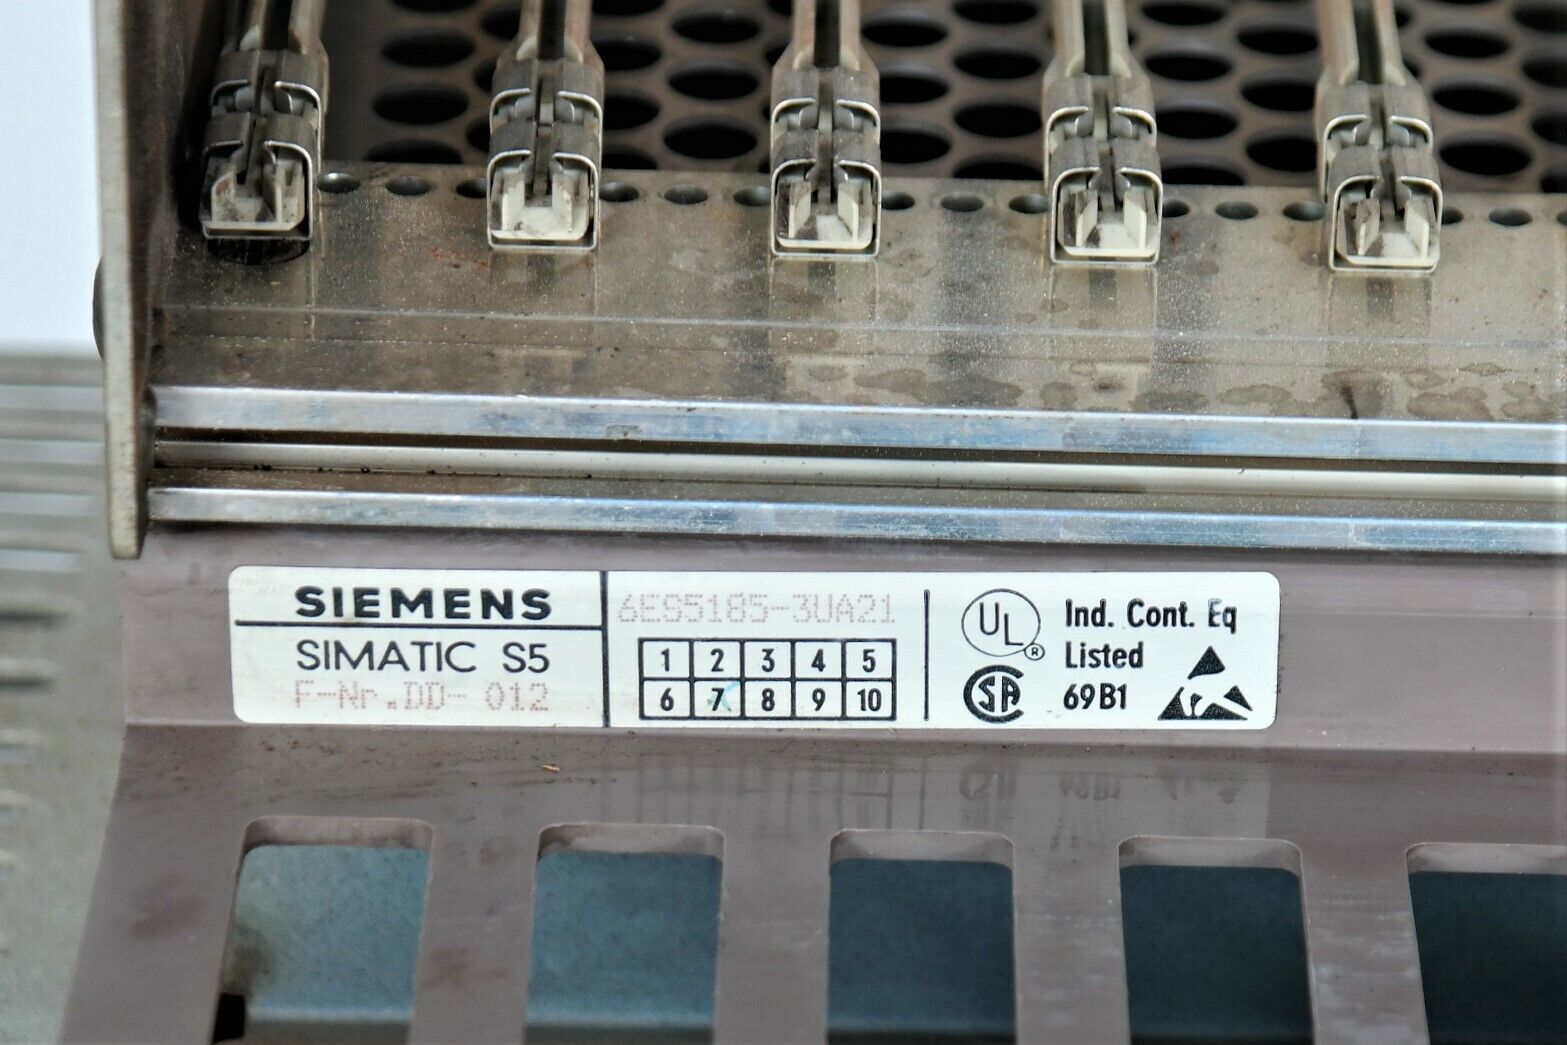 SIEMENS
SIMATIC S5
F-Nr.DD- 012
6ES5185-3UA21
1 2 3 4 5
6 7 8 9 10
UL®
SA
Ind. Cont. Eq
Listed
69B1